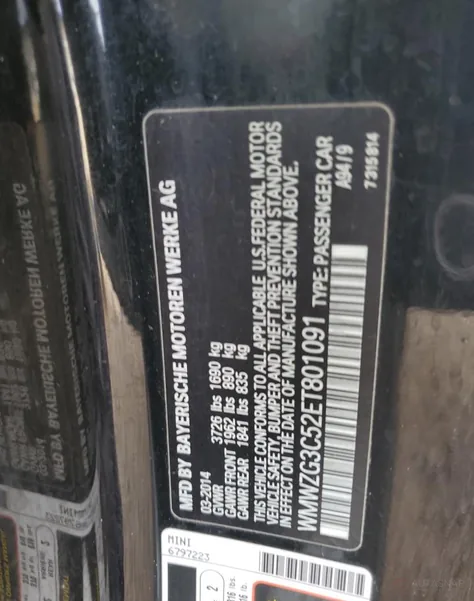 MFD BY BAYERISCHE MOTOREN WERKE AG
03-2014
GVWR 3726 lbs 1690 kg
GAWR FRONT 1962 lbs 890 kg
GAWR REAR 1841 lbs 835 kg
THIS VEHICLE CONFORMS TO ALL APPLICABLE U.S.FEDERAL MOTOR
VEHICLE SAFETY, BUMPER AND THEFT PREVENTION STANDARDS
IN EFFECT ON THE DATE OF MANUFACTURE SHOWN ABOVE.
WMWZG3C52ET801091 TYPE: PASSENGER CAR
A94/9
7315614
MINI
6797223
2